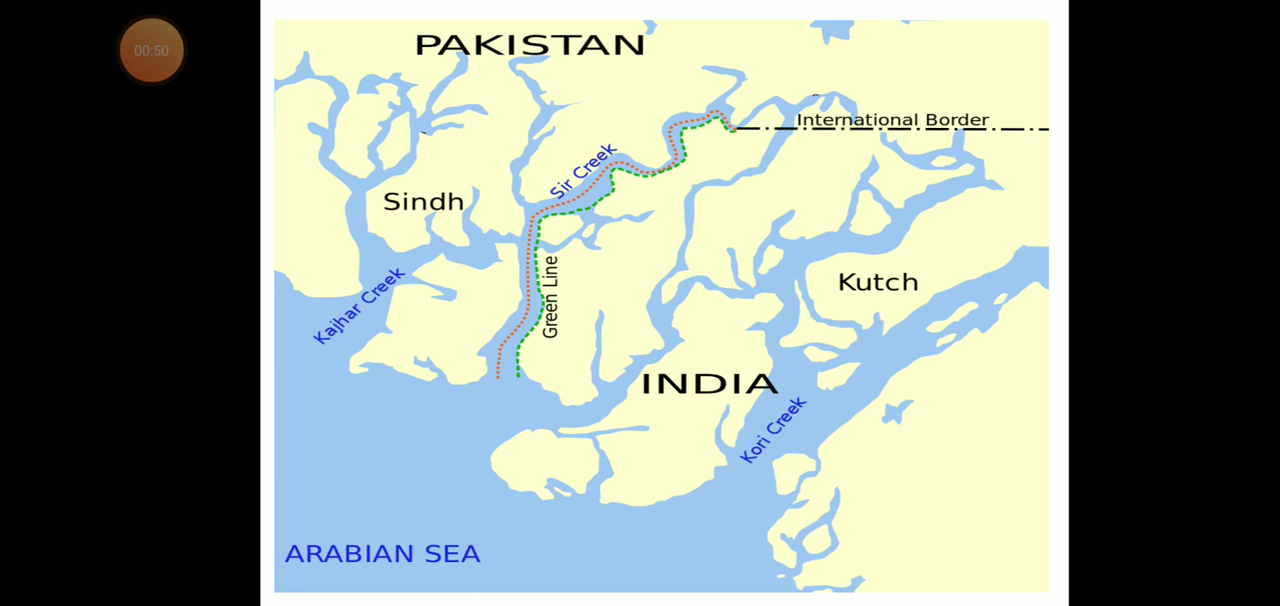 00:50
PAKISTAN
International Border
Sir Creek
Sindh
Green Line
Kajhar Creek
Kutch
INDIA
Kori Creek
ARABIAN SEA